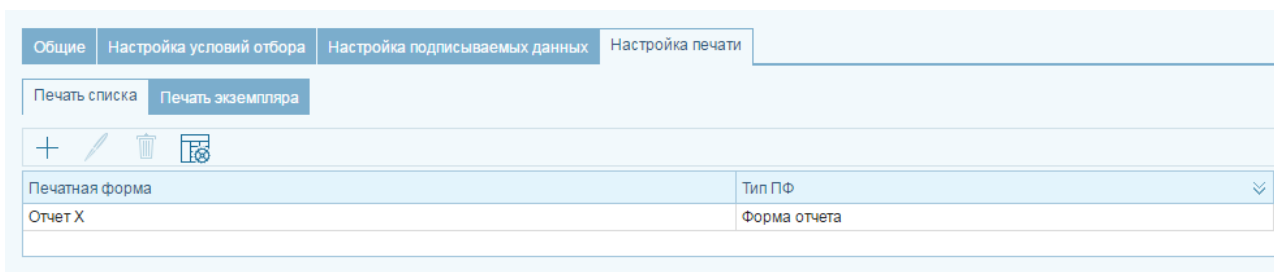 Общие Настройка условий отбора Настройка подписываемых данных Настройка печати
Печать списка Печать экземпляра
Печатная форма Тип ПФ
Отчет X Форма отчета